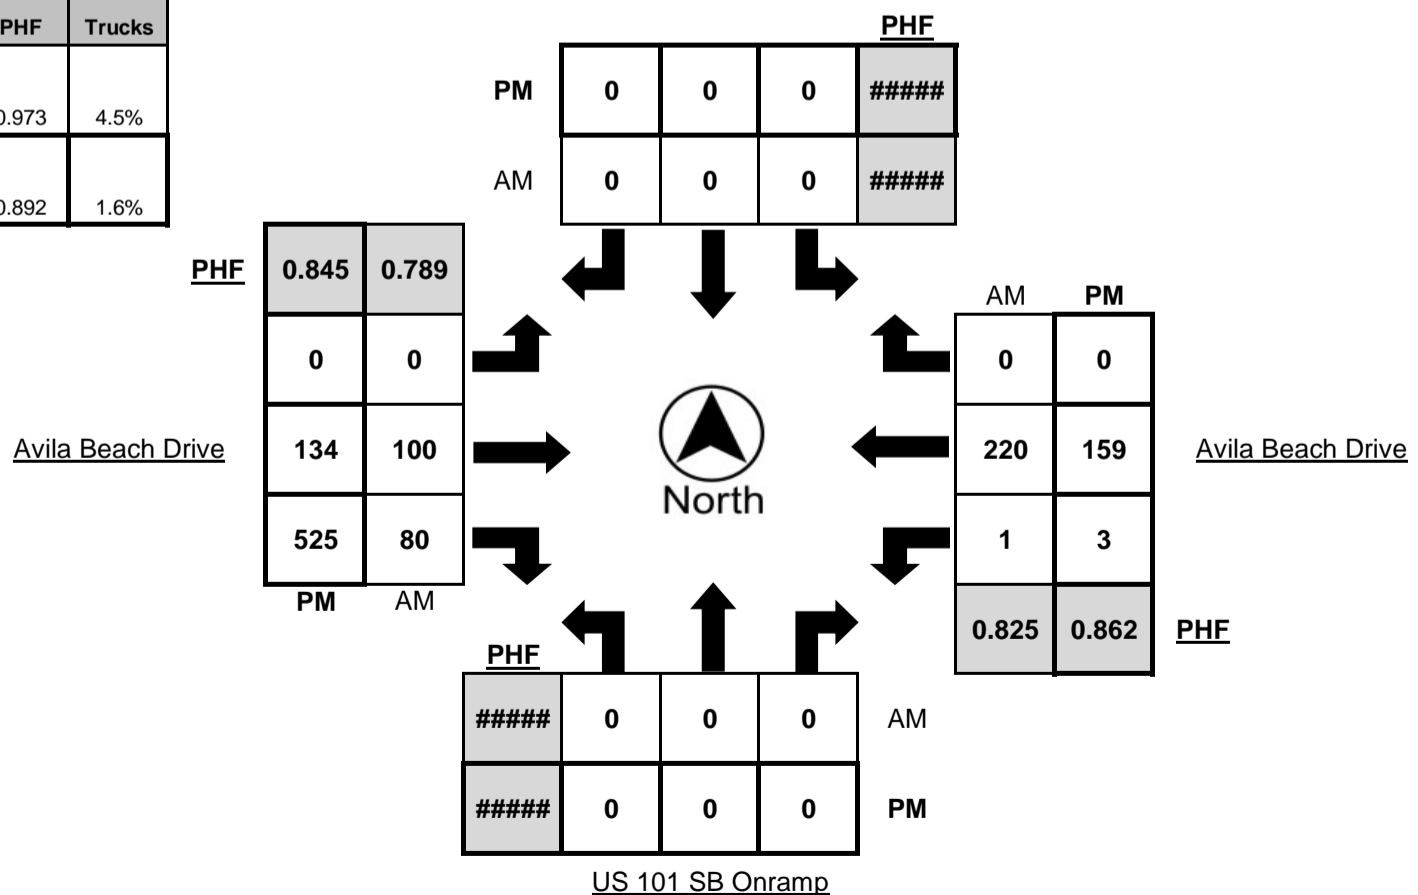 PHF Trucks
0.973 4.5%
0.892 1.6%
PHF
PM 0 0 0 #####
AM 0 0 0 #####
PHF 0.845 0.789
0 0
134 100
525 80
PM AM
Avila Beach Drive
North
AM PM
0 0
220 159
1 3
0.825 0.862 PHF
Avila Beach Drive
PHF
##### 0 0 0 AM
##### 0 0 0 PM
US 101 SB Onramp